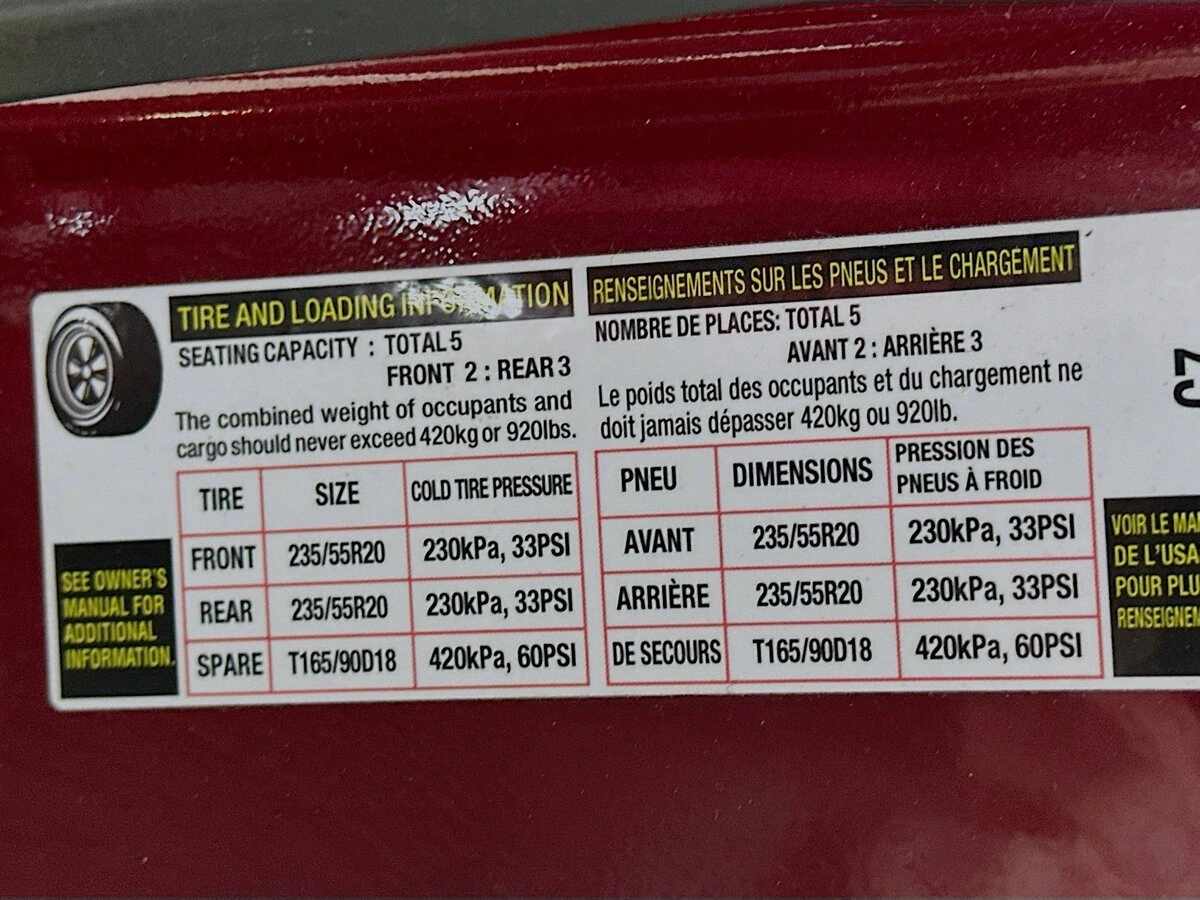 TIRE AND LOADING INFORMATION
SEATING CAPACITY : TOTAL 5
FRONT 2 : REAR 3
The combined weight of occupants and
cargo should never exceed 420kg or 920lbs.
TIRE SIZE COLD TIRE PRESSURE
FRONT 235/55R20 230kPa, 33PSI
REAR 235/55R20 230kPa, 33PSI
SPARE T165/90D18 420kPa, 60PSI
SEE OWNER'S
MANUAL FOR
ADDITIONAL
INFORMATION.
RENSEIGNEMENTS SUR LES PNEUS ET LE CHARGEMENT
NOMBRE DE PLACES: TOTAL 5
AVANT 2 : ARRIÈRE 3
Le poids total des occupants et du chargement ne
doit jamais dépasser 420kg ou 920lb.
PNEU DIMENSIONS PRESSION DES
PNEUS À FROID
AVANT 235/55R20 230kPa, 33PSI
ARRIÈRE 235/55R20 230kPa, 33PSI
DE SECOURS T165/90D18 420kPa, 60PSI
VOIR LE
DE L'USA
POUR